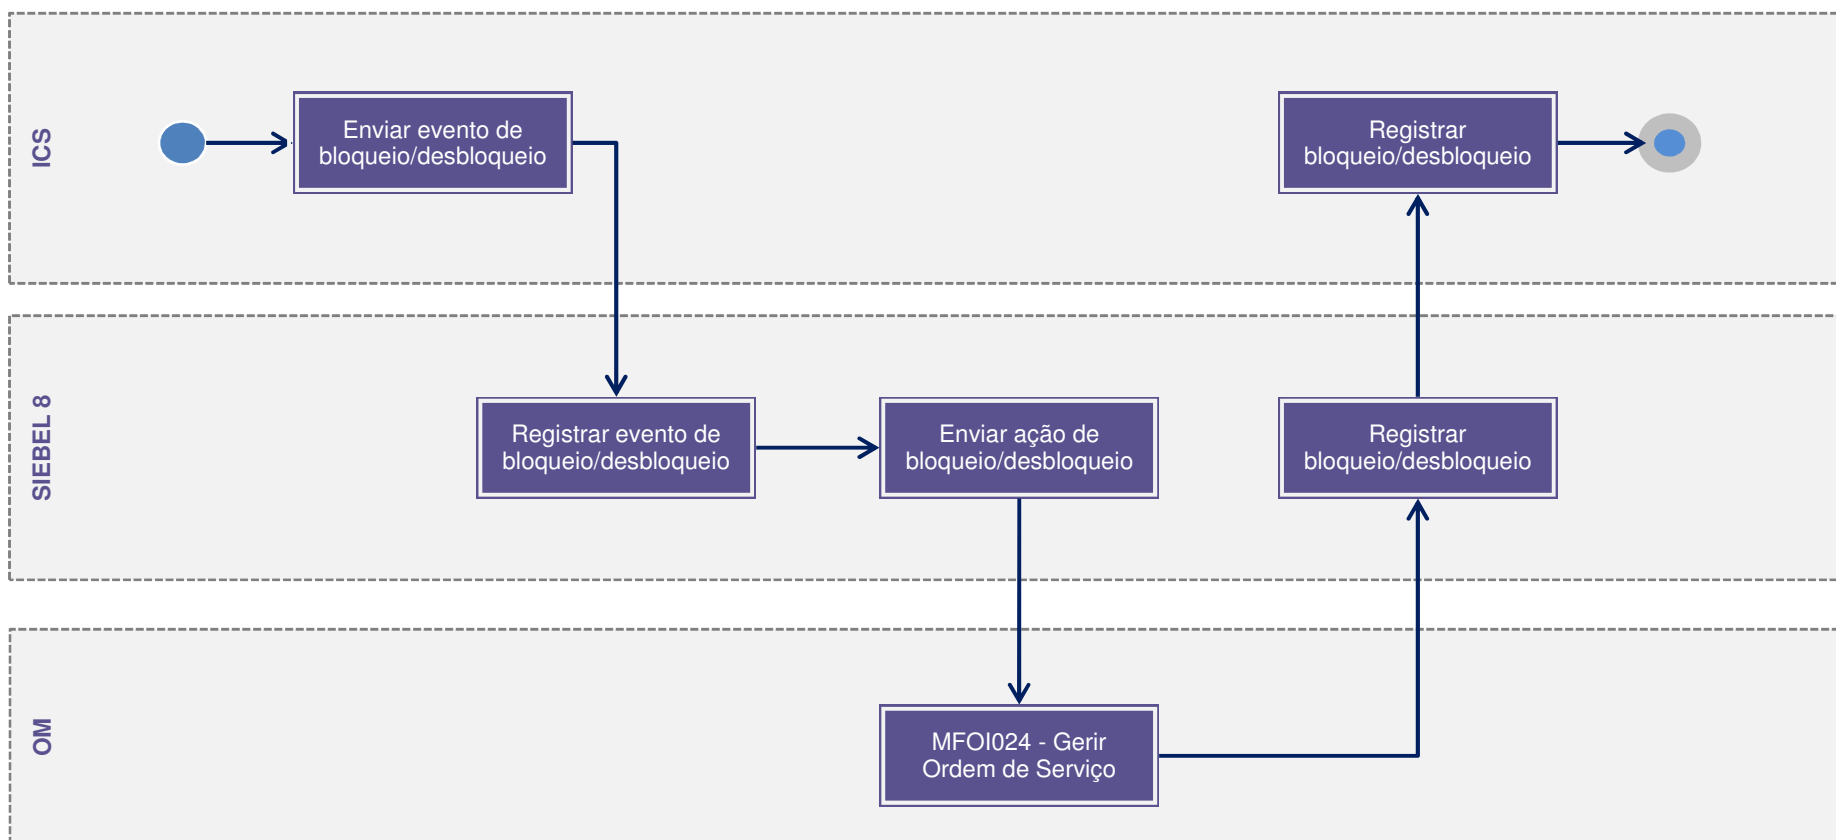 ICS
Enviar evento de
bloqueio/desbloqueio
Registrar
bloqueio/desbloqueio
SIEBEL 8
Registrar evento de
bloqueio/desbloqueio
Enviar ação de
bloqueio/desbloqueio
Registrar
bloqueio/desbloqueio
OM
MFOI024 - Gerir
Ordem de Serviço